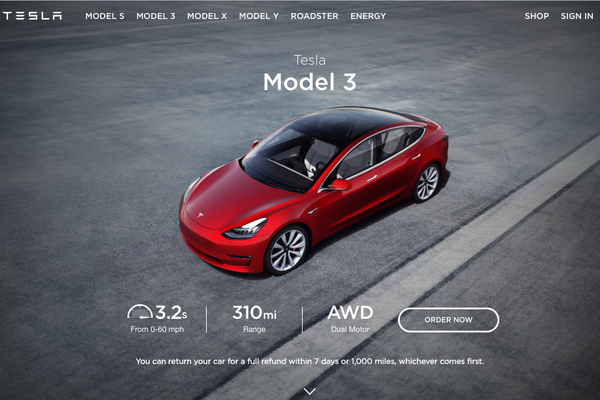 TESLA MODEL S MODEL 3 MODEL X MODEL Y ROADSTER ENERGY SHOP SIGN IN
Tesla
Model 3
3.2s 310mi AWD ORDER NOW
From 0-60 mph Range Dual Motor
You can return your car for a full refund within 7 days or 1,000 miles, whichever comes first.